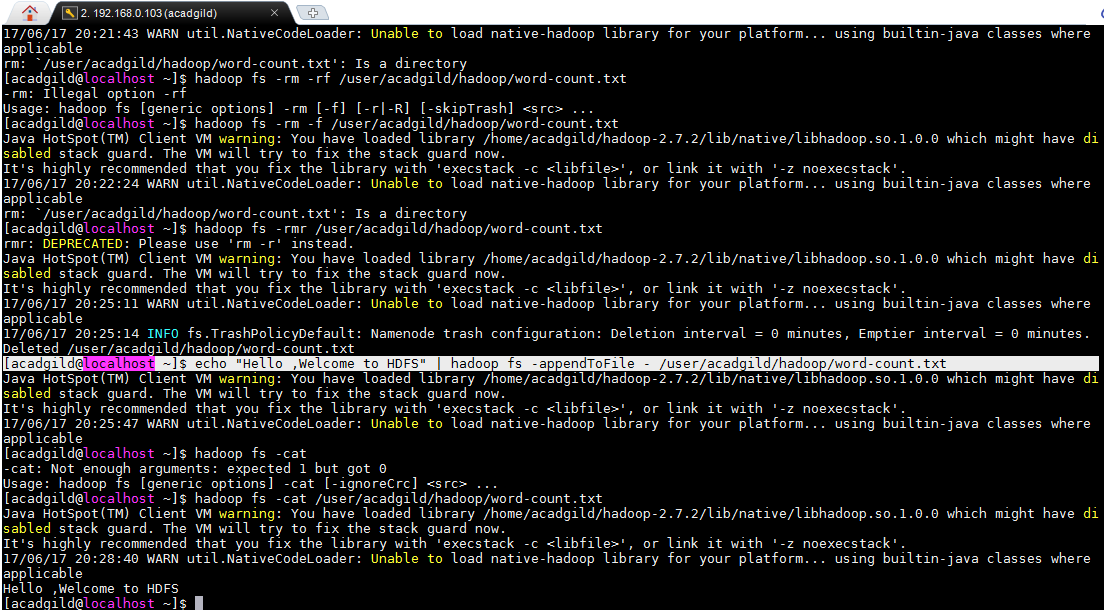 2. 192.168.0.103 (acadgild)
17/06/17 20:21:43 WARN util.NativeCodeLoader: Unable to load native-hadoop library for your platform... using builtin-java classes where
applicable
rm: `/user/acadgild/hadoop/word-count.txt': Is a directory
[acadgild@localhost ~]$ hadoop fs -rm -rf /user/acadgild/hadoop/word-count.txt
-rm: Illegal option -rf
Usage: hadoop fs [generic options] -rm [-f] [-r|-R] [-skipTrash] <src> ...
[acadgild@localhost ~]$ hadoop fs -rm -f /user/acadgild/hadoop/word-count.txt
Java HotSpot(TM) Client VM warning: You have loaded library /home/acadgild/hadoop-2.7.2/lib/native/libhadoop.so.1.0.0 which might have di
sabled stack guard. The VM will try to fix the stack guard now.
It's highly recommended that you fix the library with 'execstack -c <libfile>', or link it with '-z noexecstack'.
17/06/17 20:22:24 WARN util.NativeCodeLoader: Unable to load native-hadoop library for your platform... using builtin-java classes where
applicable
rm: `/user/acadgild/hadoop/word-count.txt': Is a directory
[acadgild@localhost ~]$ hadoop fs -rmr /user/acadgild/hadoop/word-count.txt
rmr: DEPRECATED: Please use 'rm -r' instead.
Java HotSpot(TM) Client VM warning: You have loaded library /home/acadgild/hadoop-2.7.2/lib/native/libhadoop.so.1.0.0 which might have di
sabled stack guard. The VM will try to fix the stack guard now.
It's highly recommended that you fix the library with 'execstack -c <libfile>', or link it with '-z noexecstack'.
17/06/17 20:25:11 WARN util.NativeCodeLoader: Unable to load native-hadoop library for your platform... using builtin-java classes where
applicable
17/06/17 20:25:14 INFO fs.TrashPolicyDefault: Namenode trash configuration: Deletion interval = 0 minutes, Emptier interval = 0 minutes.
Deleted /user/acadgild/hadoop/word-count.txt
[acadgild@localhost ~]$ echo "Hello ,Welcome to HDFS" | hadoop fs -appendToFile - /user/acadgild/hadoop/word-count.txt
Java HotSpot(TM) Client VM warning: You have loaded library /home/acadgild/hadoop-2.7.2/lib/native/libhadoop.so.1.0.0 which might have di
sabled stack guard. The VM will try to fix the stack guard now.
It's highly recommended that you fix the library with 'execstack -c <libfile>', or link it with '-z noexecstack'.
17/06/17 20:25:47 WARN util.NativeCodeLoader: Unable to load native-hadoop library for your platform... using builtin-java classes where
applicable
[acadgild@localhost ~]$ hadoop fs -cat
-cat: Not enough arguments: expected 1 but got 0
Usage: hadoop fs [generic options] -cat [-ignoreCrc] <src> ...
[acadgild@localhost ~]$ hadoop fs -cat /user/acadgild/hadoop/word-count.txt
Java HotSpot(TM) Client VM warning: You have loaded library /home/acadgild/hadoop-2.7.2/lib/native/libhadoop.so.1.0.0 which might have di
sabled stack guard. The VM will try to fix the stack guard now.
It's highly recommended that you fix the library with 'execstack -c <libfile>', or link it with '-z noexecstack'.
17/06/17 20:28:40 WARN util.NativeCodeLoader: Unable to load native-hadoop library for your platform... using builtin-java classes where
applicable
Hello ,Welcome to HDFS
[acadgild@localhost ~]$